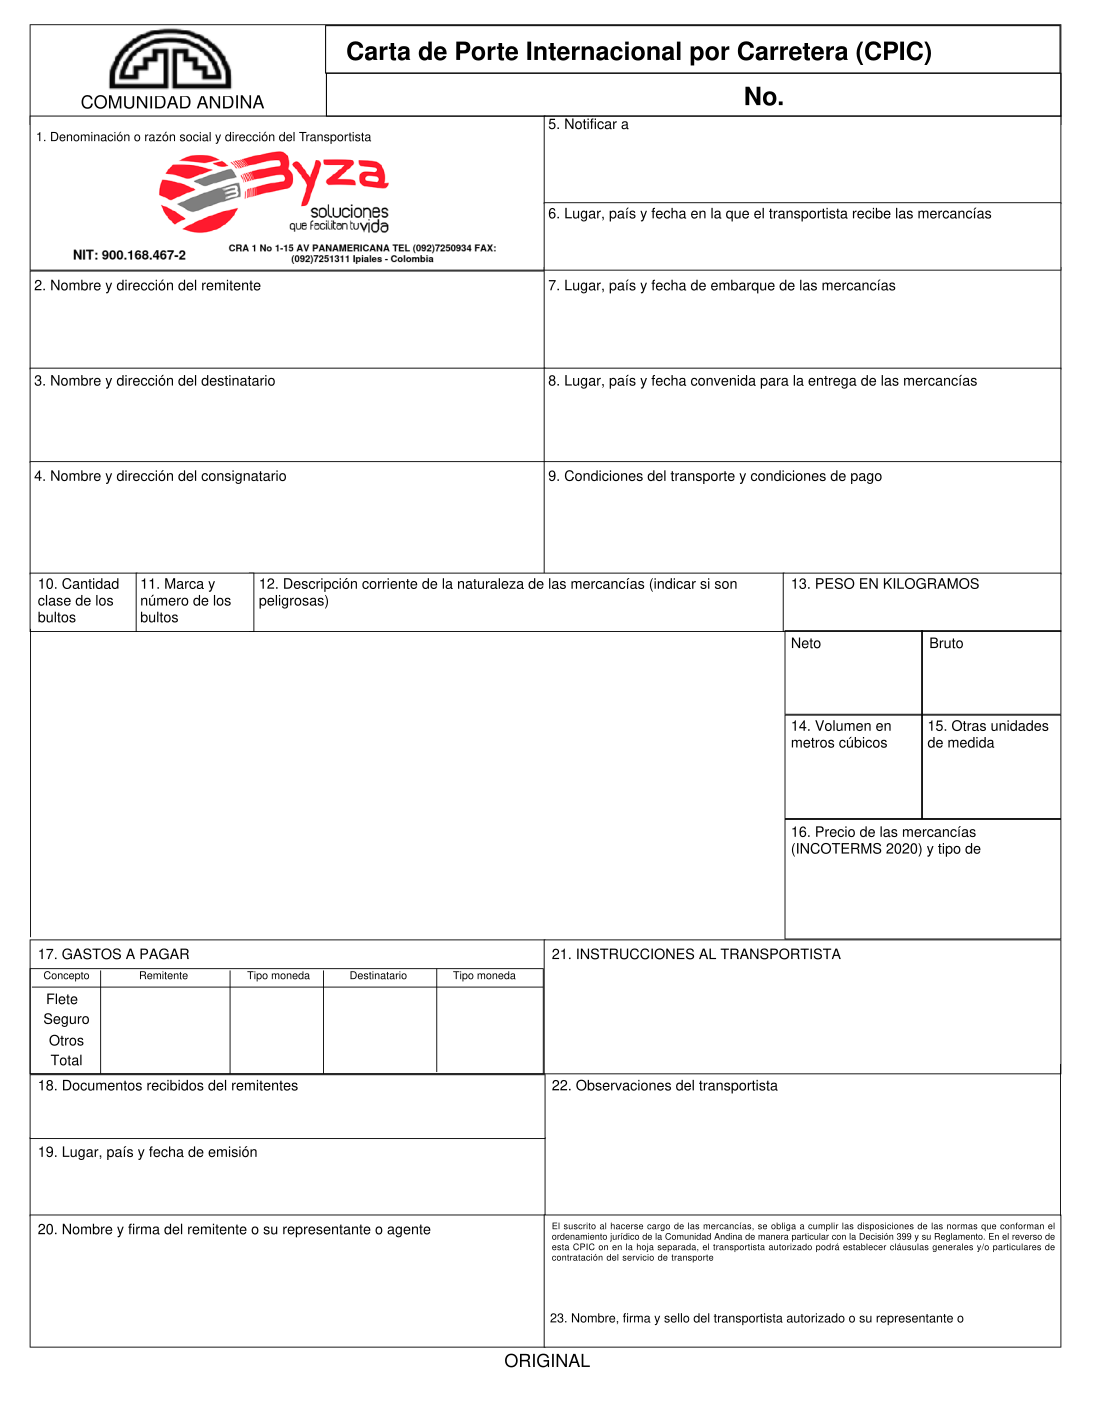 COMUNIDAD ANDINA
Carta de Porte Internacional por Carretera (CPIC)
No.
1. Denominación o razón social y dirección del Transportista
Byza
soluciones
que facilitan tu vida
NIT: 900.168.467-2
CRA 1 No 1-15 AV PANAMERICANA TEL (092)7250934 FAX:
(092)7251311 Ipiales - Colombia
5. Notificar a
6. Lugar, país y fecha en la que el transportista recibe las mercancías
2. Nombre y dirección del remitente
7. Lugar, país y fecha de embarque de las mercancías
3. Nombre y dirección del destinatario
8. Lugar, país y fecha convenida para la entrega de las mercancías
4. Nombre y dirección del consignatario
9. Condiciones del transporte y condiciones de pago
10. Cantidad
clase de los
bultos
11. Marca y
número de los
bultos
12. Descripción corriente de la naturaleza de las mercancías (indicar si son
peligrosas)
13. PESO EN KILOGRAMOS
Neto
Bruto
14. Volumen en
metros cúbicos
15. Otras unidades
de medida
16. Precio de las mercancías
(INCOTERMS 2020) y tipo de
17. GASTOS A PAGAR
Concepto Remitente Tipo moneda Destinatario Tipo moneda
Flete
Seguro
Otros
Total
21. INSTRUCCIONES AL TRANSPORTISTA
18. Documentos recibidos del remitentes
22. Observaciones del transportista
19. Lugar, país y fecha de emisión
20. Nombre y firma del remitente o su representante o agente
El suscrito al hacerse cargo de las mercancías, se obliga a cumplir las disposiciones de las normas que conforman el
ordenamiento jurídico de la Comunidad Andina de manera particular con la Decisión 399 y su Reglamento. En el reverso de
esta CPIC on en la hoja separada, el transportista autorizado podrá establecer cláusulas generales y/o particulares de
contratación del servicio de transporte
23. Nombre, firma y sello del transportista autorizado o su representante o
ORIGINAL